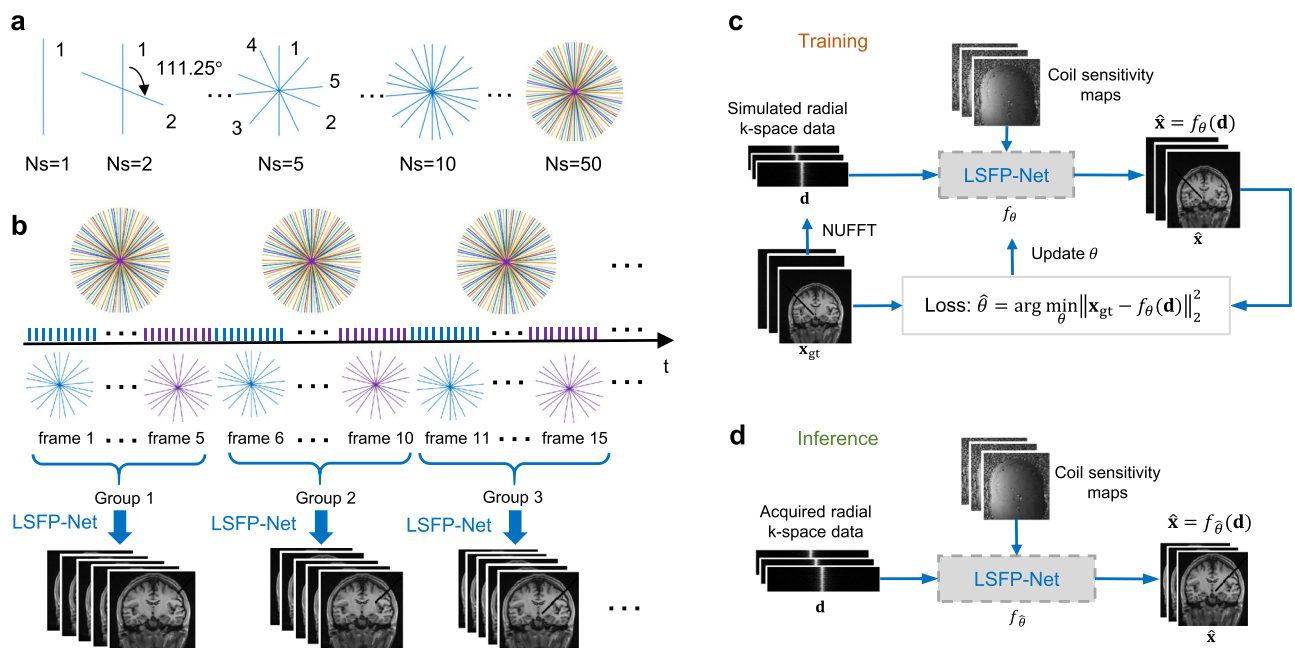 a
1
1
111.25°
2
4
1
5
3
2
...
...
...
Ns=1
Ns=2
Ns=5
Ns=10
Ns=50
b
...
...
...
...
t
...
...
...
...
frame 1 ... frame 5
frame 6 ... frame 10
frame 11 ... frame 15
Group 1
Group 2
Group 3
LSFP-Net
LSFP-Net
LSFP-Net
...
c
Training
Coil sensitivity
maps
Simulated radial
k-space data
d
LSFP-Net
f_θ
x̂ = f_θ(d)
x̂
NUFFT
Update θ
x_gt
Loss: θ̂ = arg min_θ ‖x_gt − f_θ(d)‖₂²
d
Inference
Coil sensitivity
maps
Acquired radial
k-space data
d
LSFP-Net
f_θ̂
x̂ = f_θ̂(d)
x̂